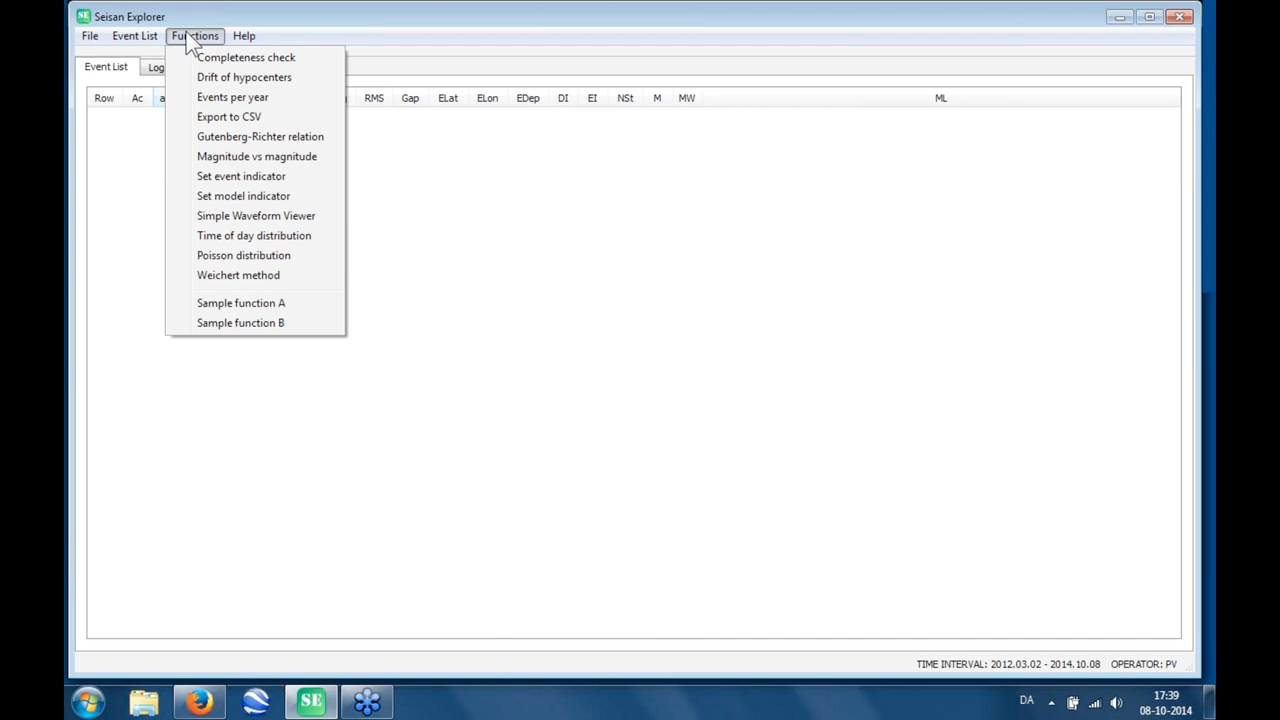 Seisan Explorer
File Event List Functions Help
Event List Log
Row Ac a RMS Gap ELat ELon EDep DI EI NSt M MW ML
Completeness check
Drift of hypocenters
Events per year
Export to CSV
Gutenberg-Richter relation
Magnitude vs magnitude
Set event indicator
Set model indicator
Simple Waveform Viewer
Time of day distribution
Poisson distribution
Weichert method
Sample function A
Sample function B
TIME INTERVAL: 2012.03.02 - 2014.10.08 OPERATOR: PV
SE
DA
17:39
08-10-2014